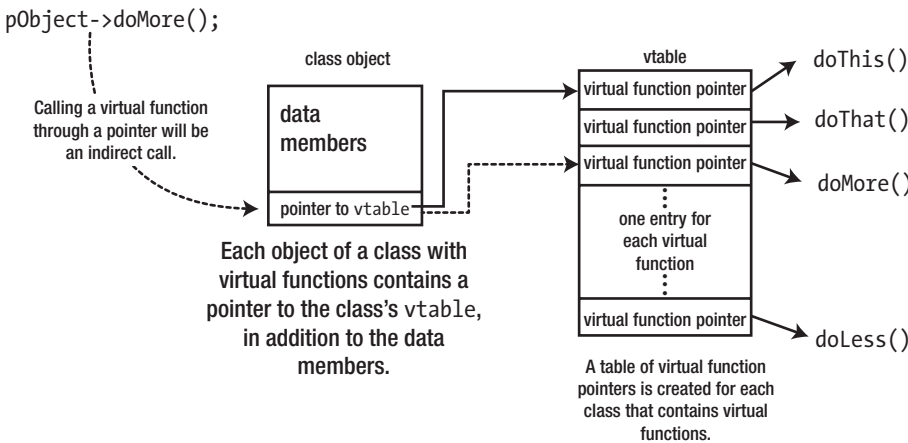 pObject->doMore();
Calling a virtual function
through a pointer will be
an indirect call.
class object
data
members
pointer to vtable
Each object of a class with
virtual functions contains a
pointer to the class’s vtable,
in addition to the data
members.
vtable
virtual function pointer
virtual function pointer
virtual function pointer
one entry for
each virtual
function
virtual function pointer
doThis()
doThat()
doMore()
doLess()
A table of virtual function
pointers is created for each
class that contains virtual
functions.